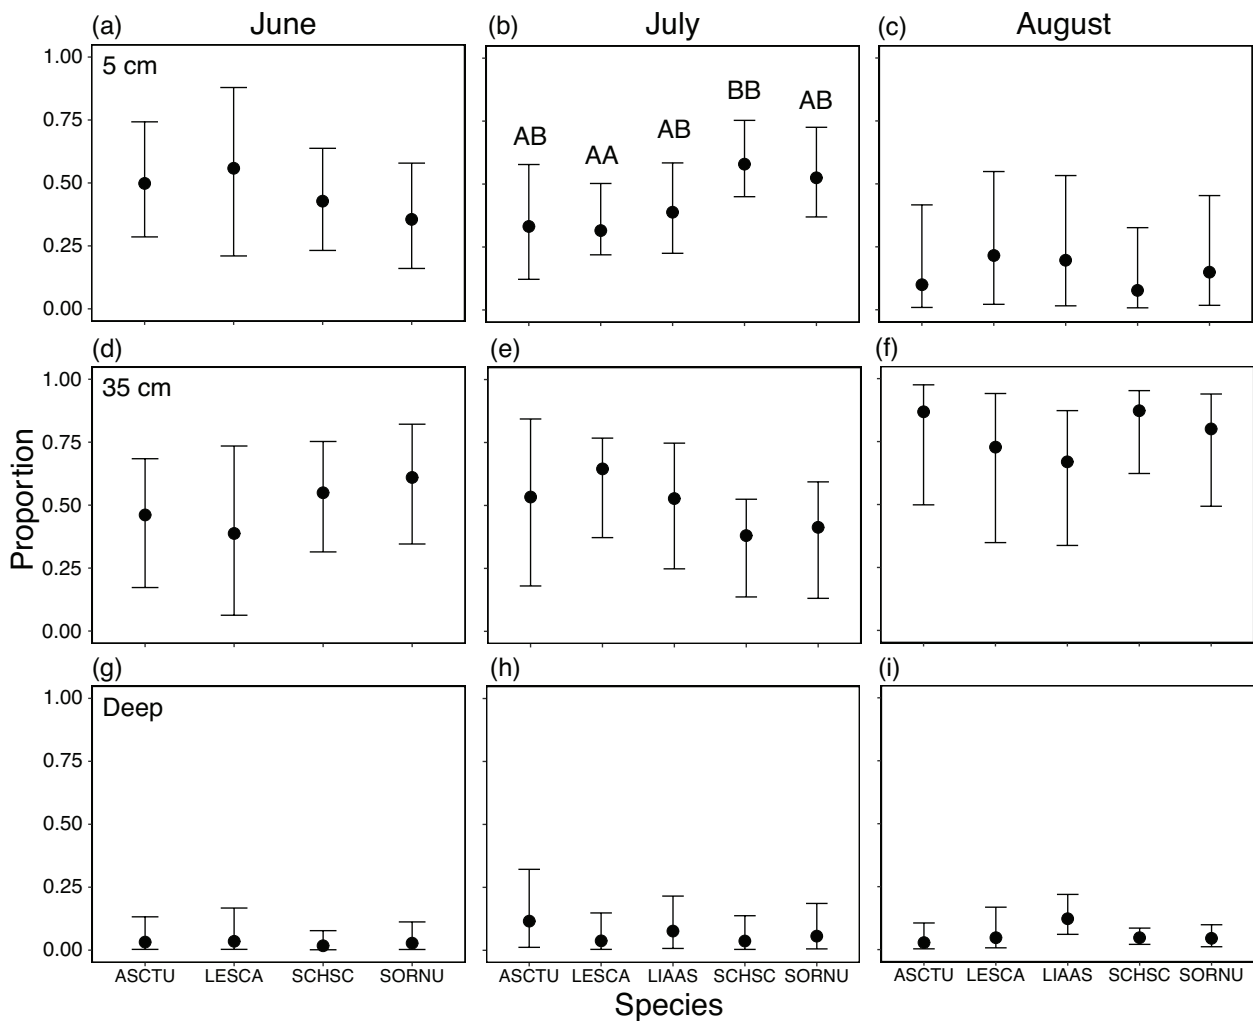 June
July
August
(a)
(b)
(c)
5 cm
1.00
0.75
0.50
0.25
0.00
AB
AA
AB
BB
AB
(d)
(e)
(f)
35 cm
1.00
0.75
0.50
0.25
0.00
Proportion
(g)
(h)
(i)
Deep
1.00
0.75
0.50
0.25
0.00
ASCTU LESCA SCHSC SORNU
ASCTU LESCA LIAAS SCHSC SORNU
ASCTU LESCA LIAAS SCHSC SORNU
Species